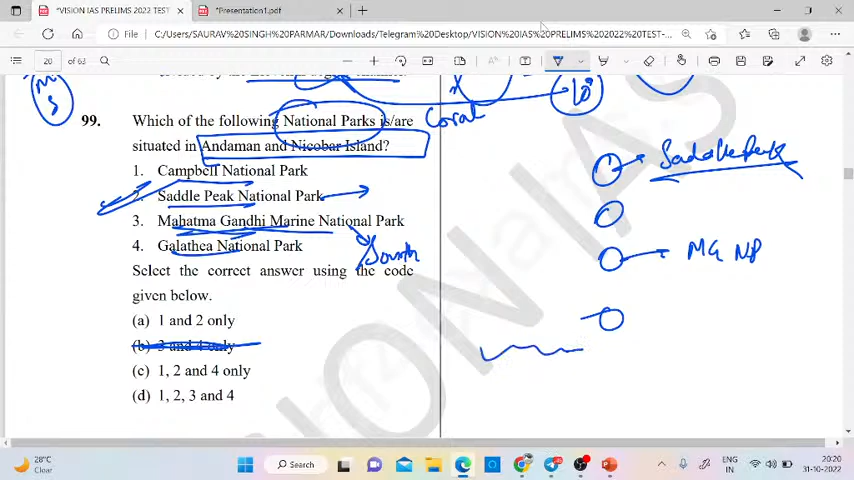 *VISION IAS PRELIMS 2022 TEST
*Presentation1.pdf
File
C:/Users/SAURAV%20SINGH%20PARMAR/Downloads/Telegram%20Desktop/VISION%20IAS%20PRELIMS%202022%20TEST-...
20 of 63
99. Which of the following National Parks is/are
situated in Andaman and Nicobar Island?
1. Campbell National Park
2. Saddle Peak National Park
3. Mahatma Gandhi Marine National Park
4. Galathea National Park
Select the correct answer using the code
given below.
(a) 1 and 2 only
(b) 3 and 4 only
(c) 1, 2 and 4 only
(d) 1, 2, 3 and 4
Coral
10°
Saddle Peak
MG NP
South
VISION IAS
28°C
Clear
Search
ENG
IN
20:20
31-10-2022